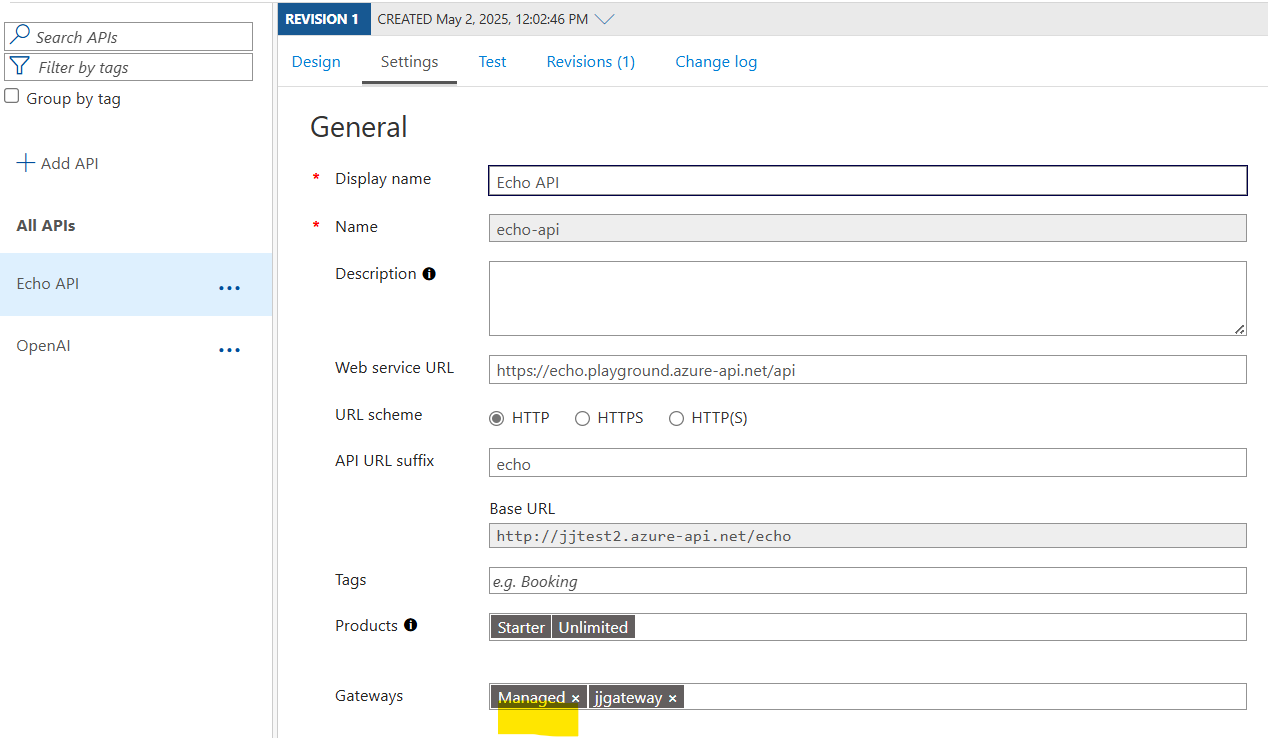 REVISION 1 CREATED May 2, 2025, 12:02:46 PM
Search APIs
Filter by tags
Group by tag
Add API
All APIs
Echo API ...
OpenAI ...
Design Settings Test Revisions (1) Change log
General
* Display name Echo API
* Name echo-api
Description
Web service URL https://echo.playground.azure-api.net/api
URL scheme HTTP HTTPS HTTP(S)
API URL suffix echo
Base URL
http://jjtest2.azure-api.net/echo
Tags e.g. Booking
Products Starter Unlimited
Gateways Managed × jjgateway ×